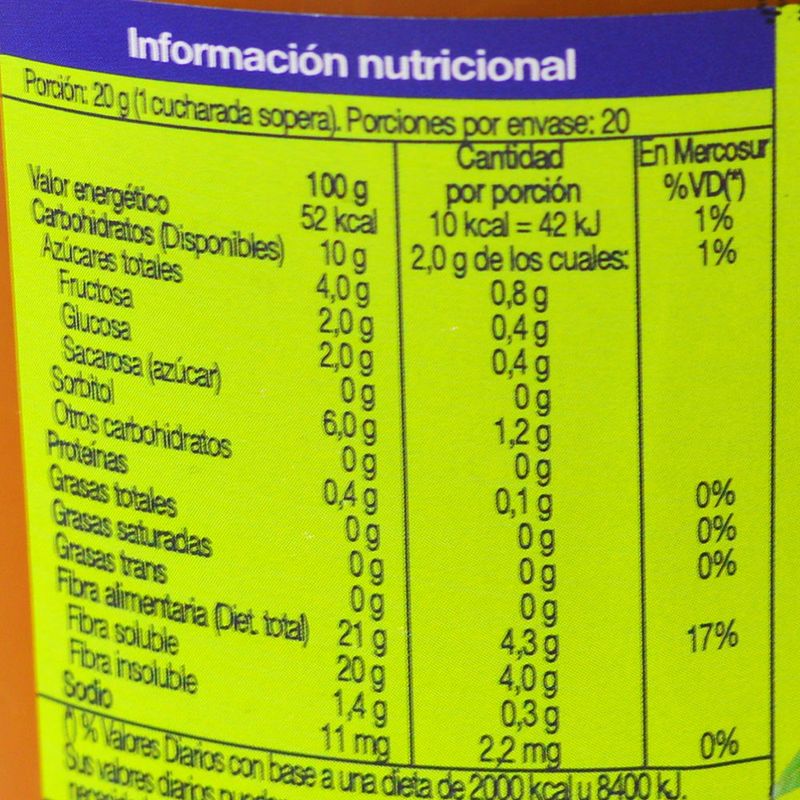 Información nutricional
Porción: 20 g (1 cucharada sopera). Porciones por envase: 20
100 g Cantidad por porción En Mercosur %VD(*)
Valor energético 52 kcal 10 kcal = 42 kJ 1%
Carbohidratos (Disponibles) 10 g 2,0 g de los cuales: 1%
Azúcares totales 4,0 g 0,8 g
Fructosa 2,0 g 0,4 g
Glucosa 2,0 g 0,4 g
Sacarosa (azúcar) 0 g 0 g
Sorbitol 6,0 g 1,2 g
Otros carbohidratos 0 g 0 g
Proteínas 0,4 g 0,1 g 0%
Grasas totales 0 g 0 g 0%
Grasas saturadas 0 g 0 g 0%
Grasas trans 0 g 0 g
Fibra alimentaria (Diet. total) 21 g 4,3 g 17%
Fibra soluble 20 g 4,0 g
Fibra insoluble 1,4 g 0,3 g
Sodio 11 mg 2,2 mg 0%
(*) % Valores Diarios con base a una dieta de 2000 kcal u 8400 kJ.
Sus valores diarios